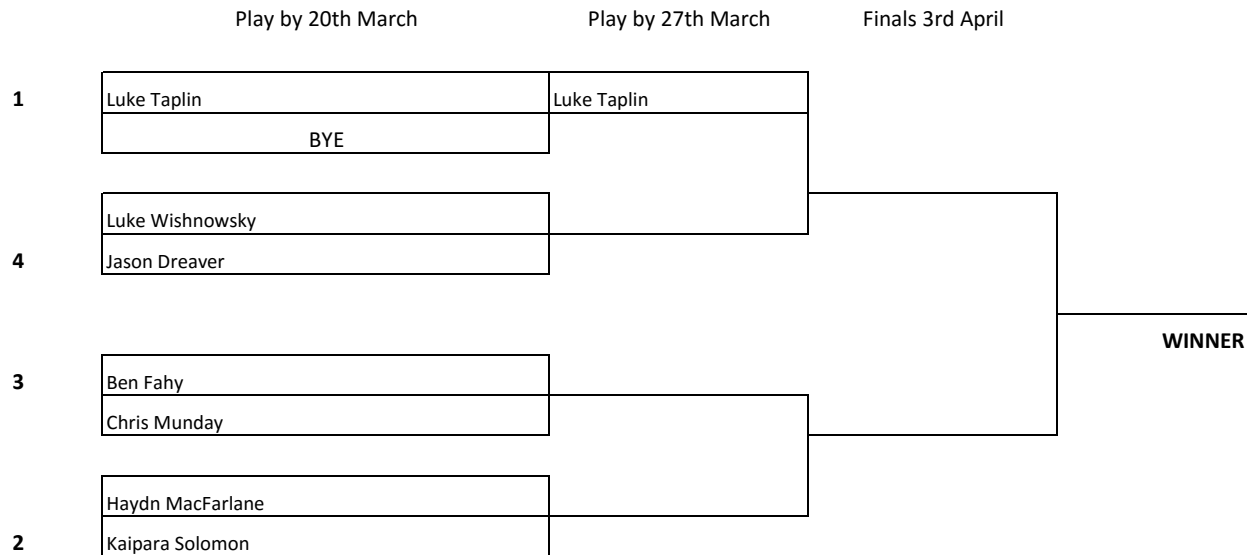 Play by 20th March Play by 27th March Finals 3rd April
1 Luke Taplin Luke Taplin
BYE
Luke Wishnowsky
4 Jason Dreaver
WINNER
3 Ben Fahy
Chris Munday
Haydn MacFarlane
2 Kaipara Solomon